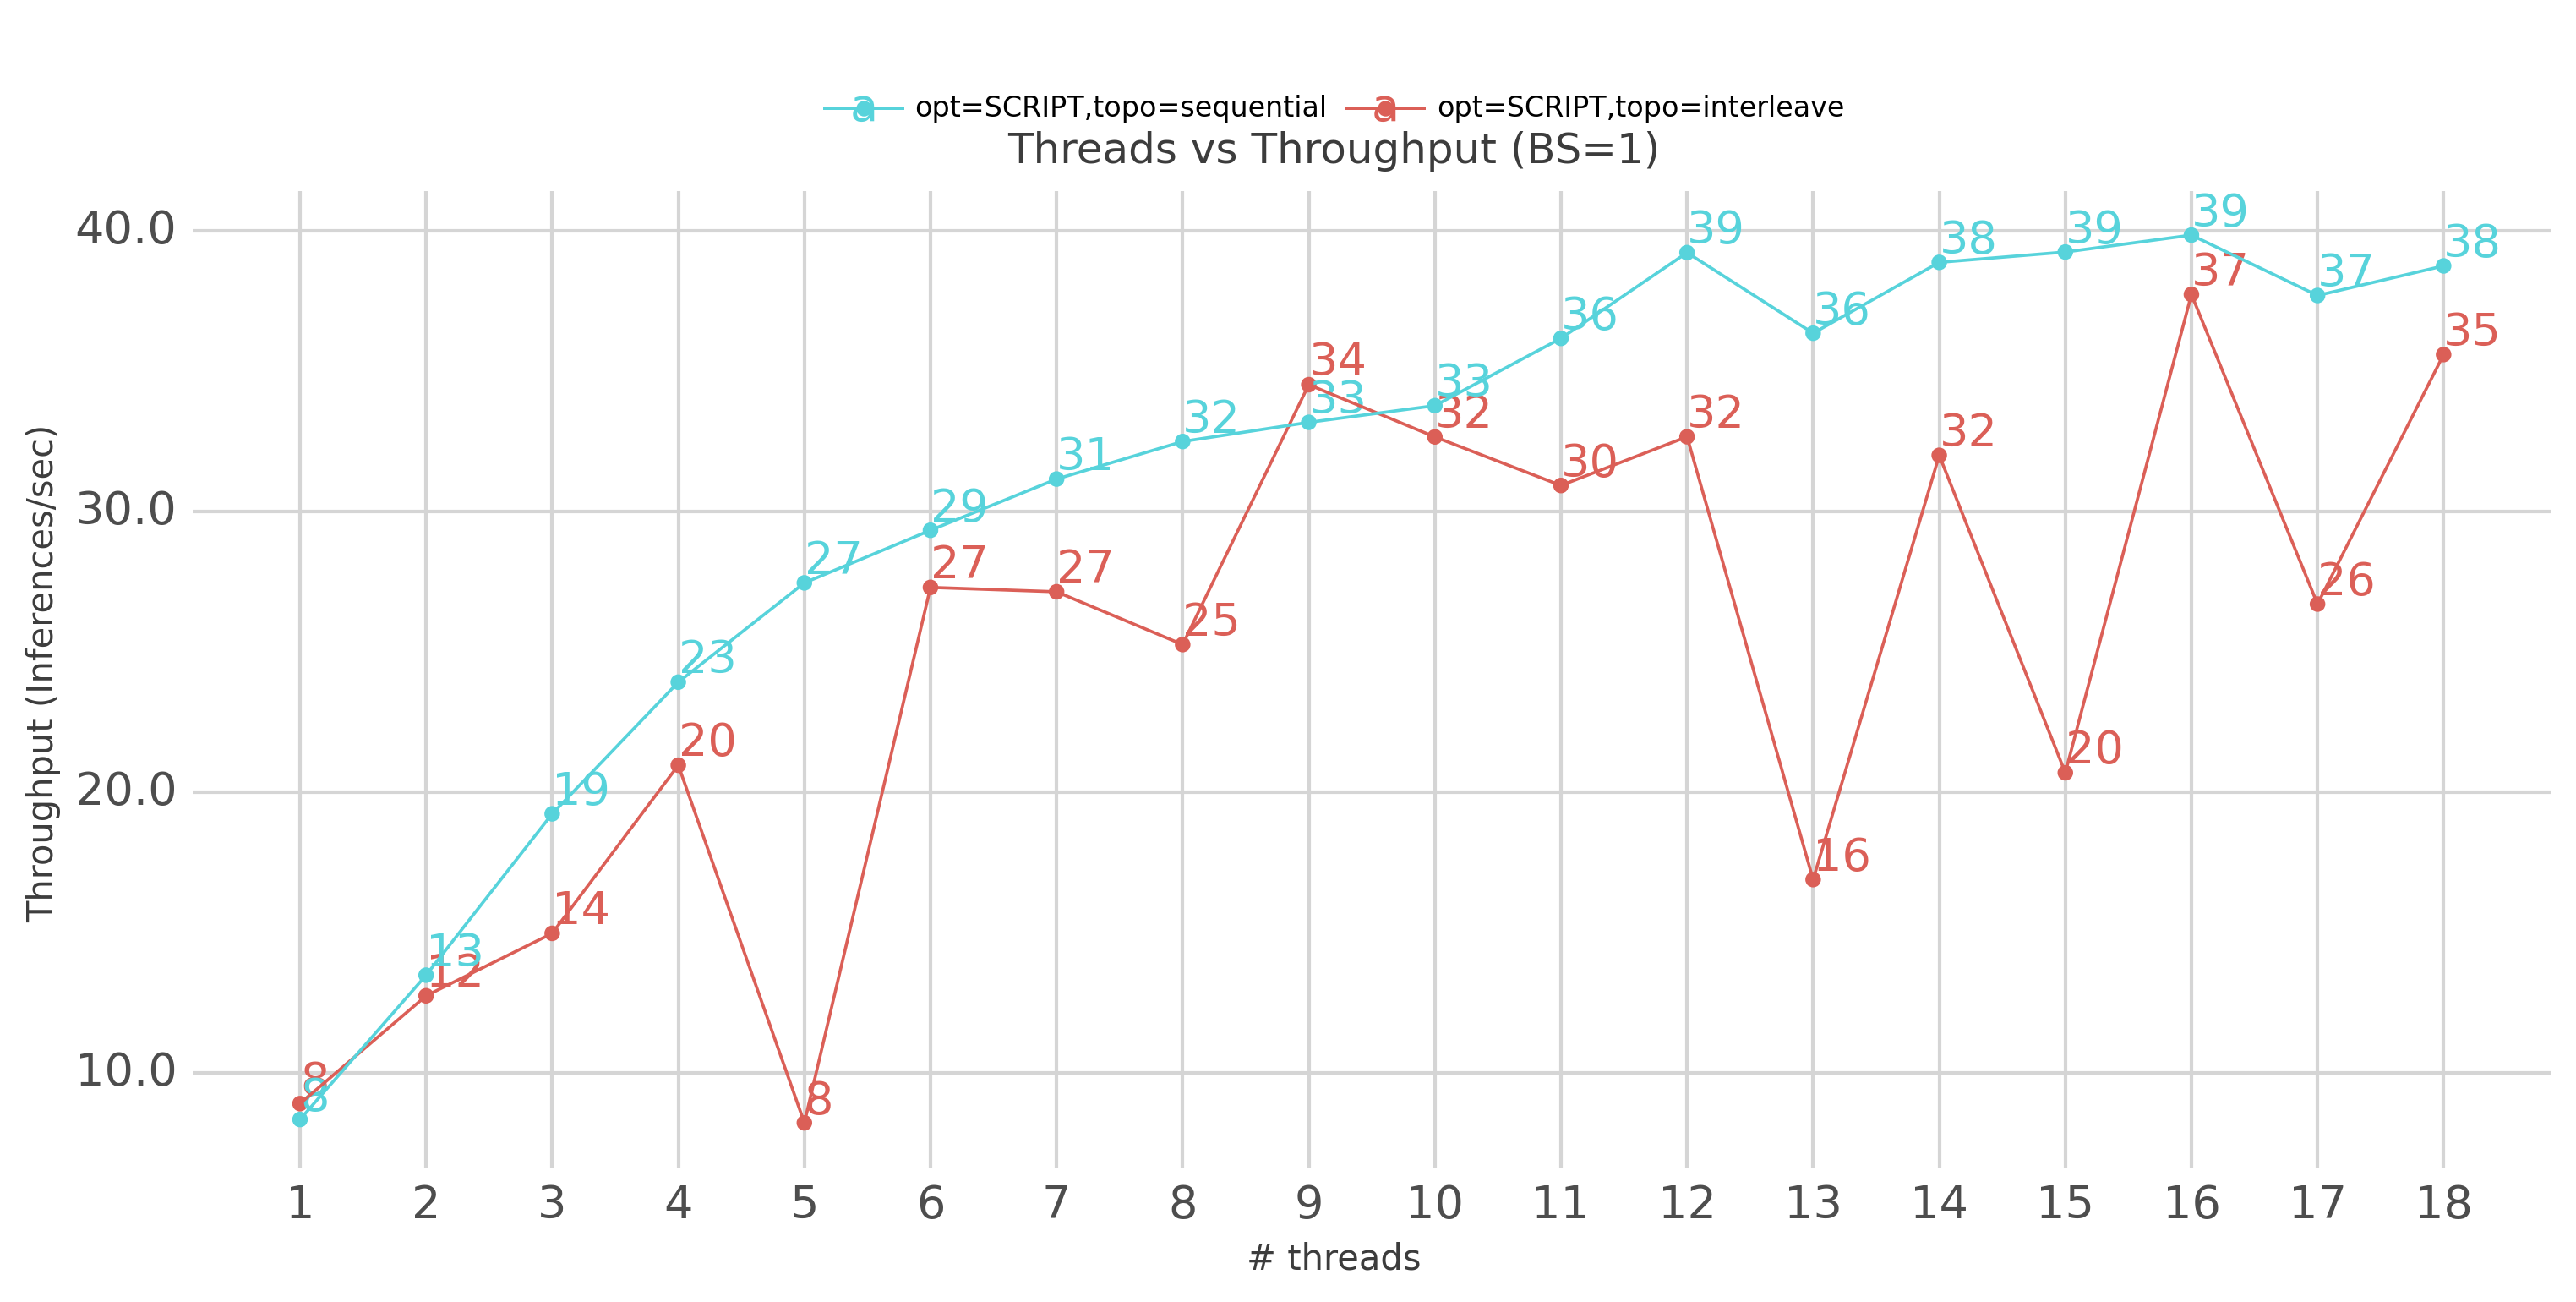 a opt=SCRIPT,topo=sequential a opt=SCRIPT,topo=interleave
Threads vs Throughput (BS=1)
Throughput (Inferences/sec)
40.0
30.0
20.0
10.0
8 13 19 23 27 29 31 32 33 33 36 39 36 38 39 39 37 38
8 12 14 20 8 27 27 25 34 32 30 32 16 32 20 37 26 35
1 2 3 4 5 6 7 8 9 10 11 12 13 14 15 16 17 18
# threads